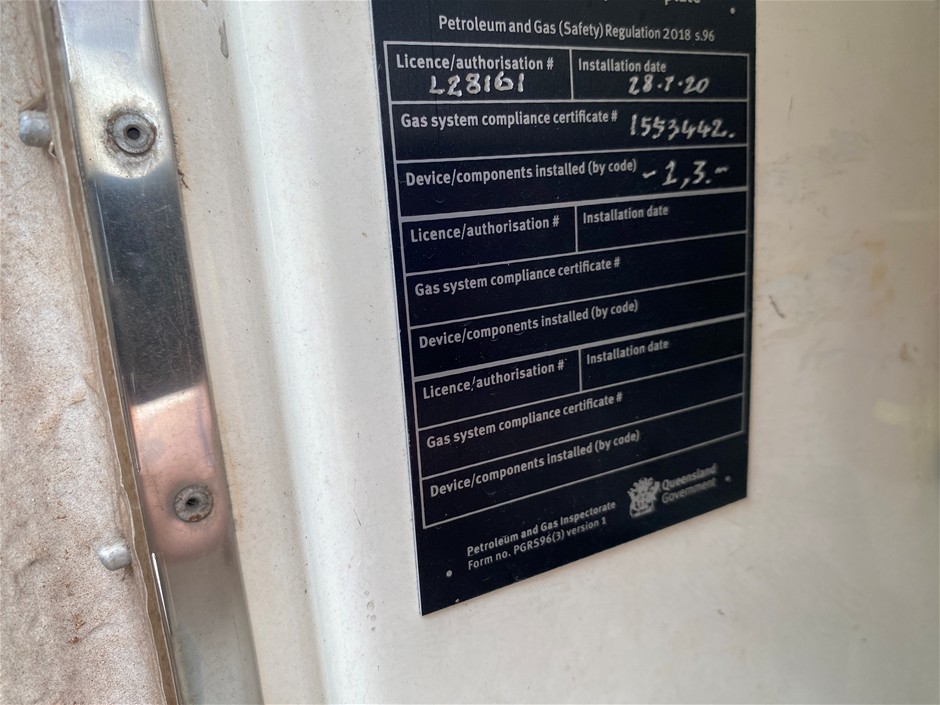 Petroleum and Gas (Safety) Regulation 2018 s.96
Licence/authorisation # Installation date
L28161 28.7.20
Gas system compliance certificate # 1553442.
Device/components installed (by code) -1,3.-
Licence/authorisation # Installation date
Gas system compliance certificate #
Device/components installed (by code)
Licence/authorisation # Installation date
Gas system compliance certificate #
Device/components installed (by code)
Queensland
Government
Petroleum and Gas Inspectorate
Form no. PGRS96(3) version 1